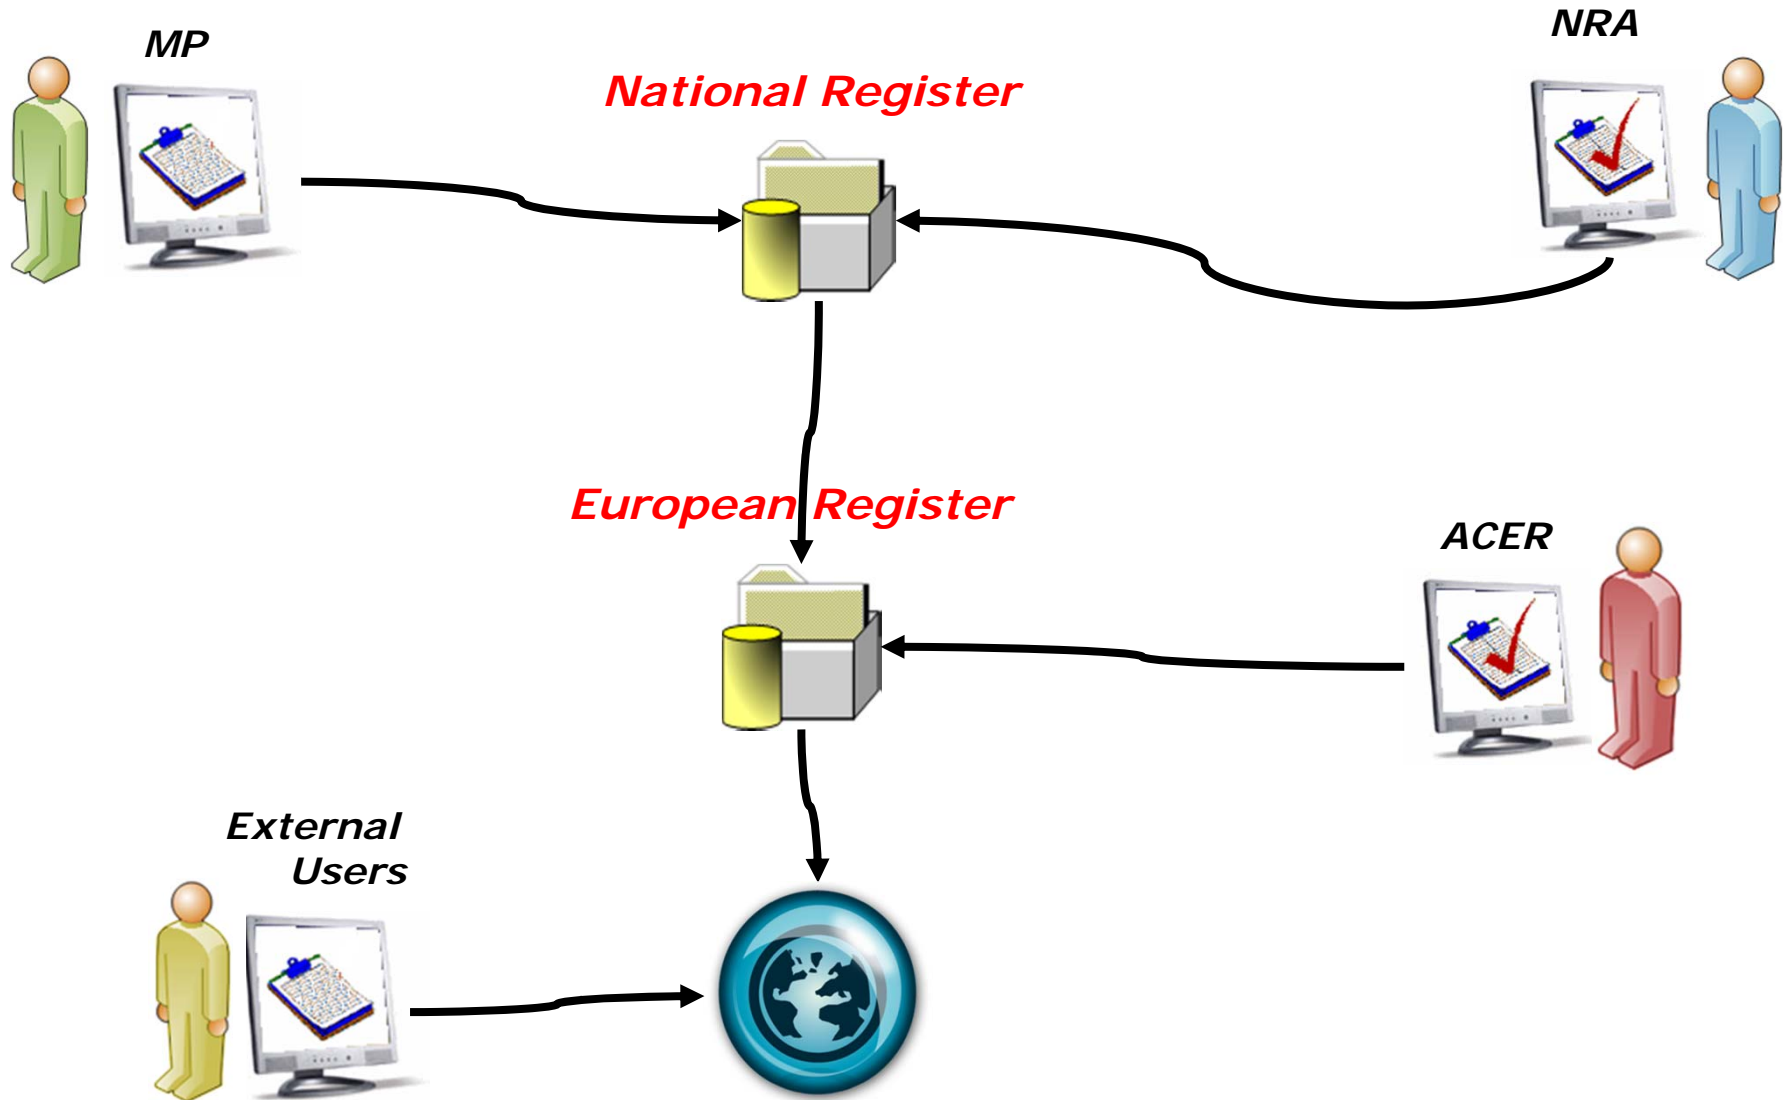 MP
NRA
National Register
European Register
ACER
External
Users